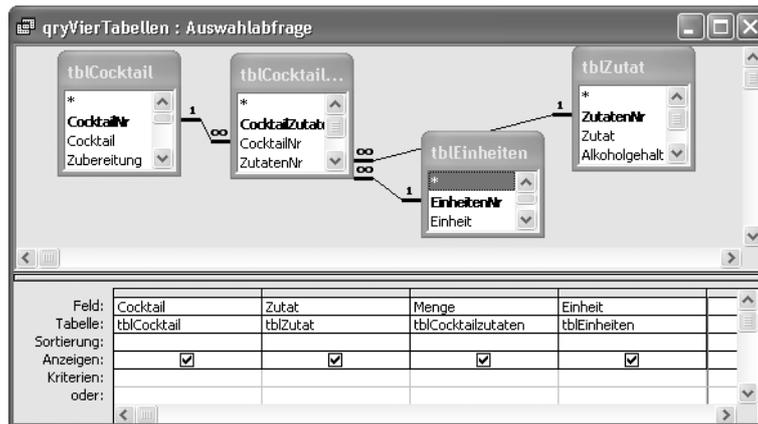 qryVierTabellen : Auswahlabfrage
tblCocktail
*
CocktailNr
Cocktail
Zubereitung
1
∞
tblCocktail...
*
CocktailZutate
CocktailNr
ZutatenNr
∞
∞
1
tblEinheiten
*
EinheitenNr
Einheit
1
tblZutat
*
ZutatenNr
Zutat
Alkoholgehalt
Feld: Cocktail Zutat Menge Einheit
Tabelle: tblCocktail tblZutat tblCocktailzutaten tblEinheiten
Sortierung:
Anzeigen:
Kriterien:
oder: